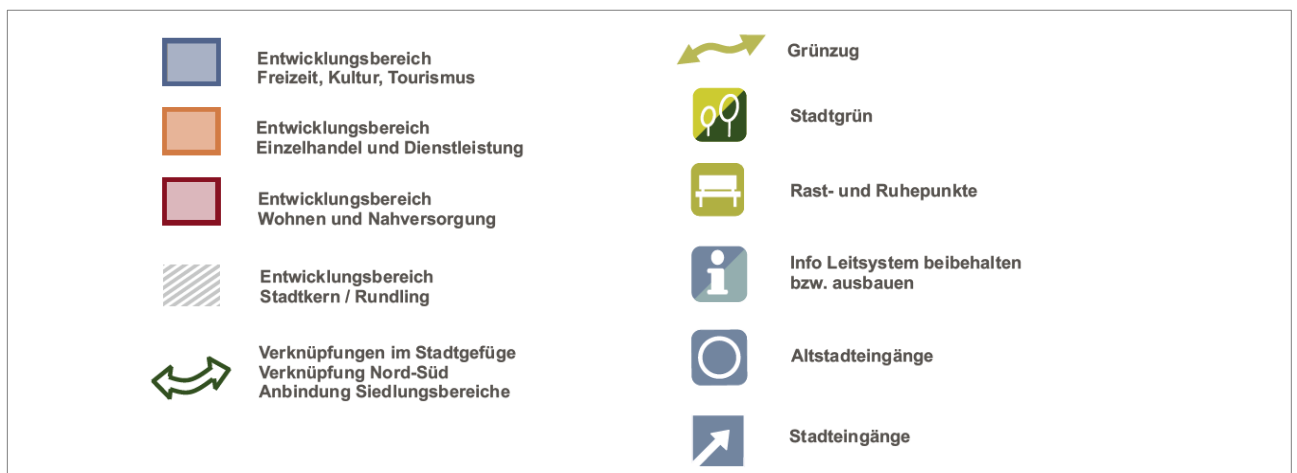 Entwicklungsbereich
Freizeit, Kultur, Tourismus
Entwicklungsbereich
Einzelhandel und Dienstleistung
Entwicklungsbereich
Wohnen und Nahversorgung
Entwicklungsbereich
Stadtkern / Rundling
Verknüpfungen im Stadtgefüge
Verknüpfung Nord-Süd
Anbindung Siedlungsbereiche
Grünzug
Stadtgrün
Rast- und Ruhepunkte
Info Leitsystem beibehalten
bzw. ausbauen
Altstadteingänge
Stadteingänge